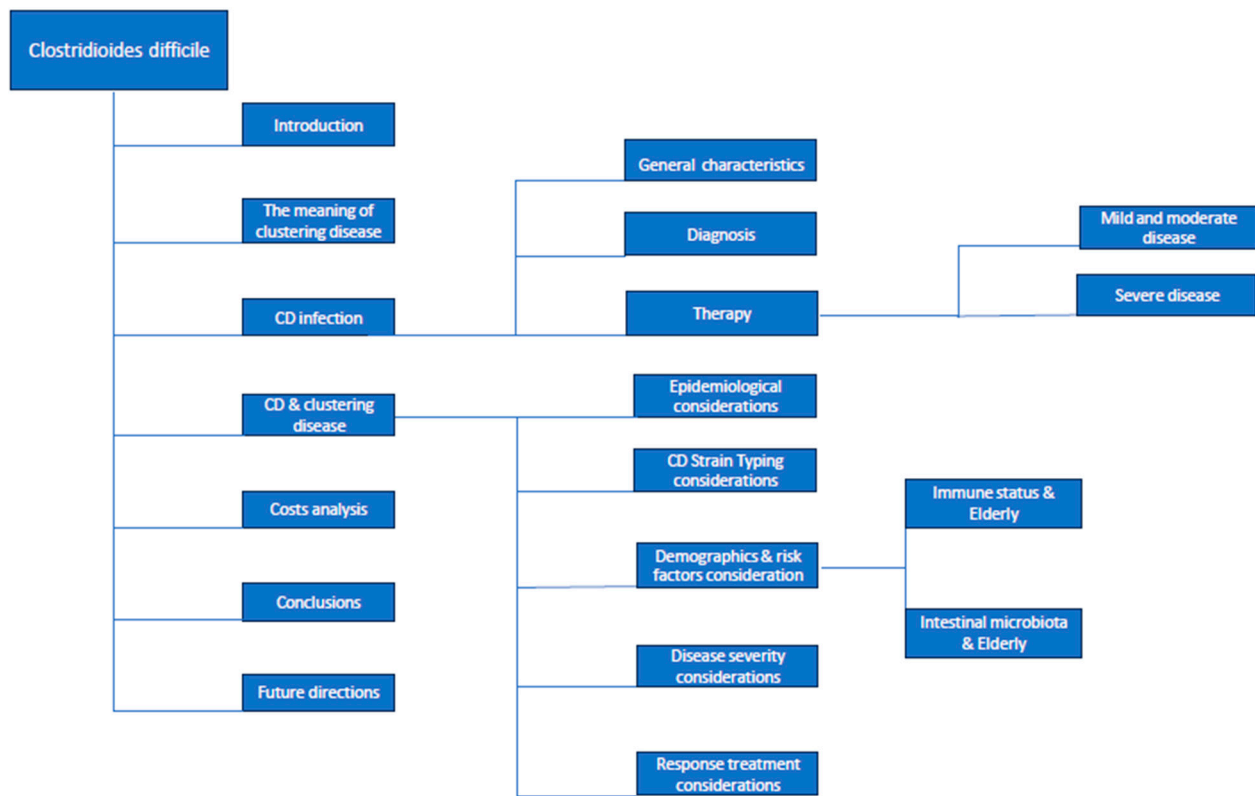 Clostridioides difficile
Introduction
The meaning of
clustering disease
CD infection
CD & clustering
disease
Costs analysis
Conclusions
Future directions
General characteristics
Diagnosis
Therapy
Mild and moderate
disease
Severe disease
Epidemiological
considerations
CD Strain Typing
considerations
Demographics & risk
factors consideration
Immune status &
Elderly
Intestinal microbiota
& Elderly
Disease severity
considerations
Response treatment
considerations